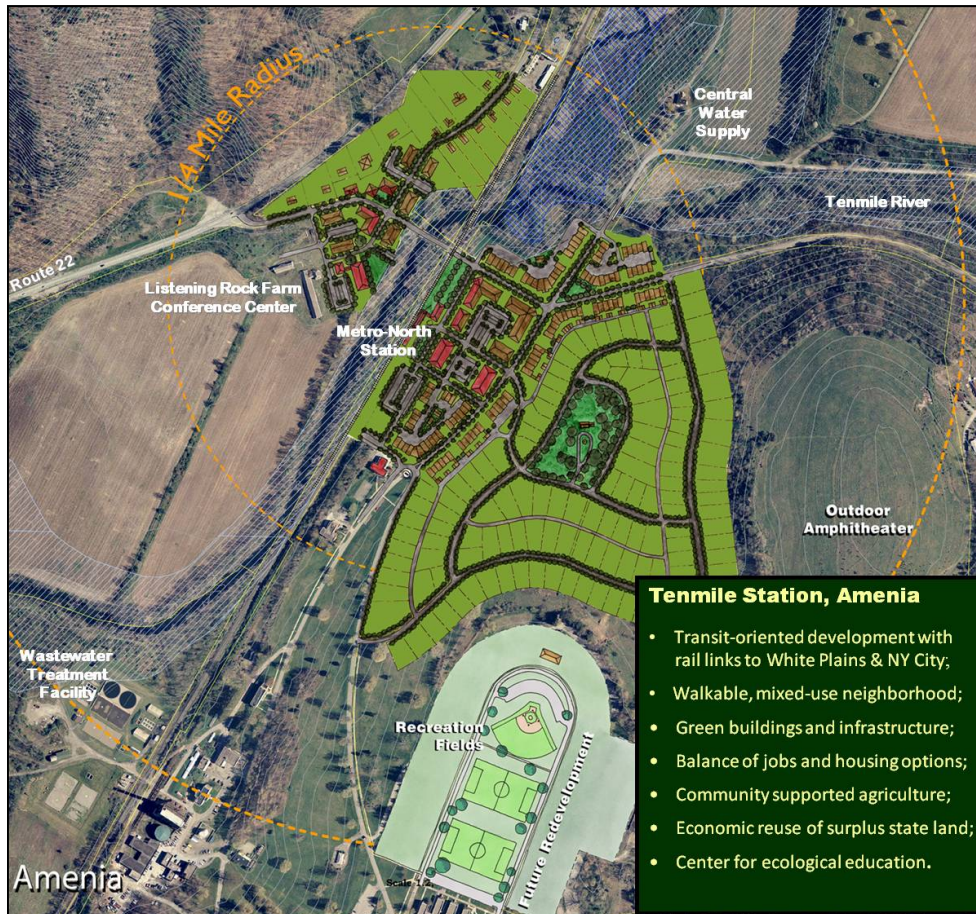 1/4 Mile Radius
Central
Water
Supply
Tenmile River
Route 22
Listening Rock Farm
Conference Center
Metro-North
Station
Outdoor
Amphitheater
Tenmile Station, Amenia
• Transit-oriented development with
rail links to White Plains & NY City;
• Walkable, mixed-use neighborhood;
• Green buildings and infrastructure;
• Balance of jobs and housing options;
• Community supported agriculture;
• Economic reuse of surplus state land;
• Center for ecological education.
Wastewater
Treatment
Facility
Recreation
Fields
Future Redevelopment
Amenia